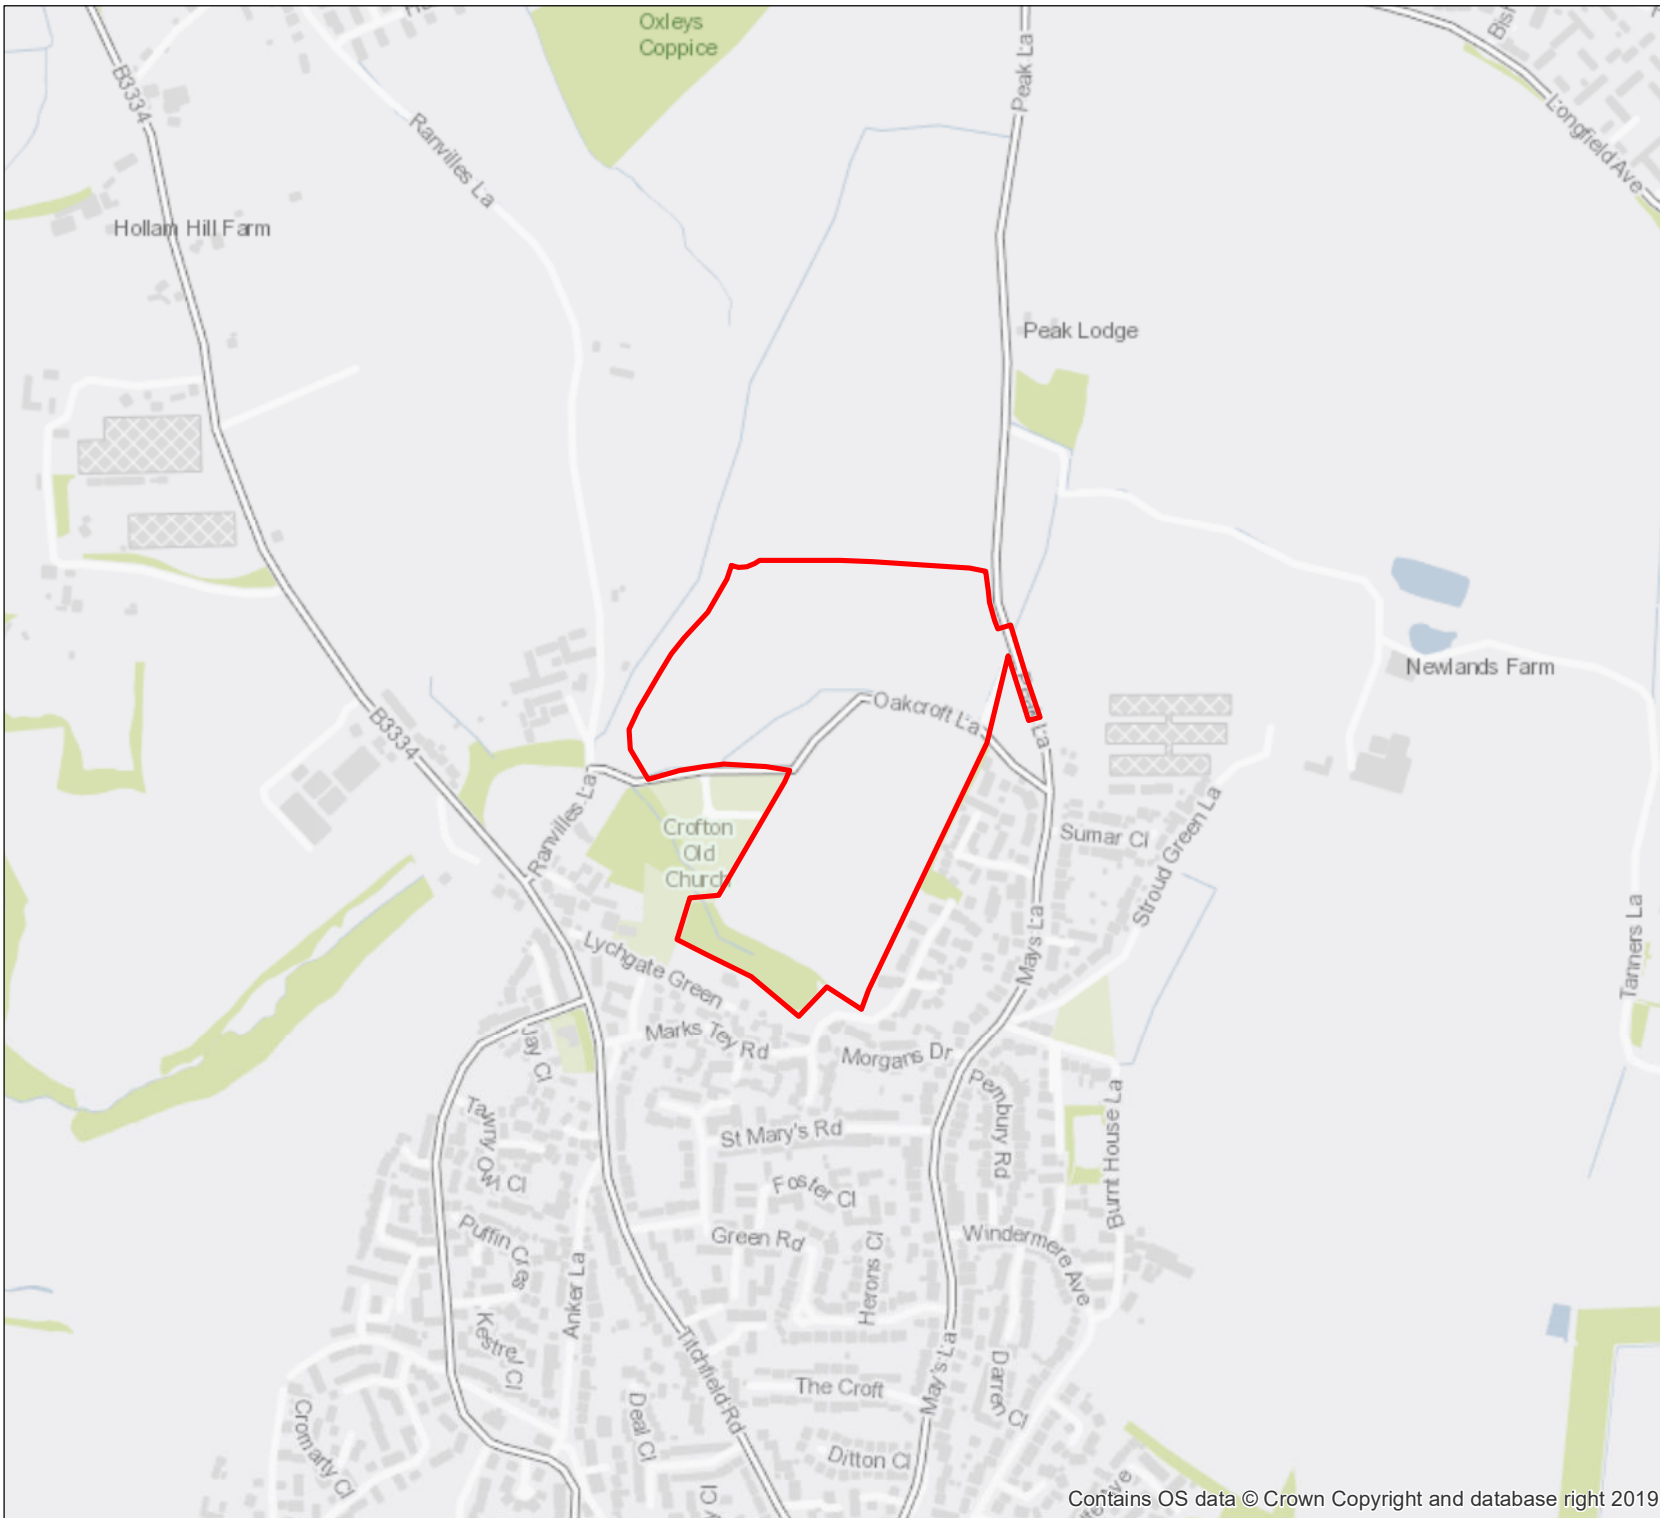 Oxleys
Coppice
Peak La
Longfield Ave
B3334
Ranvilles La
Hollam Hill Farm
Peak Lodge
Newlands Farm
Oakcroft La
B3334
Ranvilles La
Crofton
Old
Church
Sumar Cl
Stroud Green La
Tanners La
Mays La
Lychgate Green
Marks Tey Rd
Morgans Dr
Jay Cl
Pembury Rd
Burnt House La
Tawny Owl Cl
St Mary's Rd
Foster Cl
Puffin Cres
Green Rd
Herons Cl
Windermere Ave
Anker La
Kestrel Cl
Titchfield Rd
The Croft
May's La
Darren Cl
Cromarty Cl
Deal Cl
Ditton Cl
Contains OS data © Crown Copyright and database right 2019